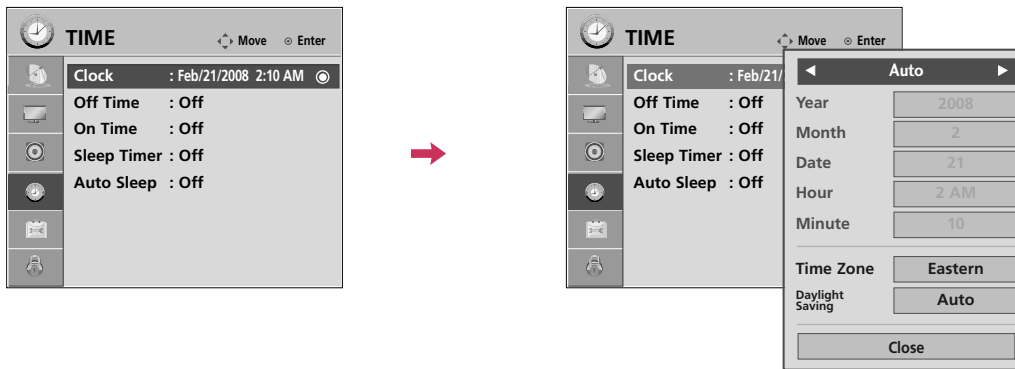 TIME
Move Enter
Clock : Feb/21/2008 2:10 AM
Off Time : Off
On Time : Off
Sleep Timer : Off
Auto Sleep : Off
TIME
Move Enter
Clock : Feb/21/
Off Time : Off
On Time : Off
Sleep Timer : Off
Auto Sleep : Off
Auto
Year 2008
Month 2
Date 21
Hour 2 AM
Minute 10
Time Zone Eastern
Daylight
Saving Auto
Close